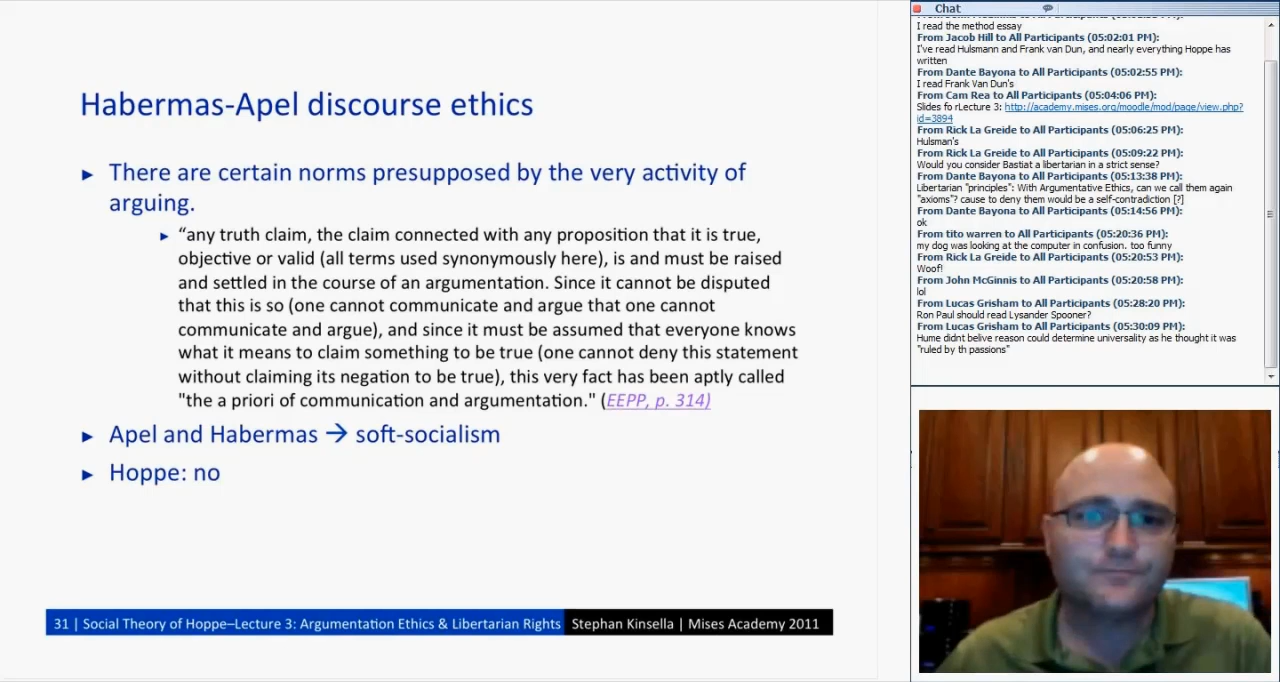 Habermas-Apel discourse ethics
► There are certain norms presupposed by the very activity of
arguing.
► “any truth claim, the claim connected with any proposition that it is true,
objective or valid (all terms used synonymously here), is and must be raised
and settled in the course of an argumentation. Since it cannot be disputed
that this is so (one cannot communicate and argue that one cannot
communicate and argue), and since it must be assumed that everyone knows
what it means to claim something to be true (one cannot deny this statement
without claiming its negation to be true), this very fact has been aptly called
"the a priori of communication and argumentation." (EEPP, p. 314)
► Apel and Habermas → soft-socialism
► Hoppe: no
31 | Social Theory of Hoppe–Lecture 3: Argumentation Ethics & Libertarian Rights Stephan Kinsella | Mises Academy 2011
Chat
I read the method essay
From Jacob Hill to All Participants (05:02:01 PM):
I've read Hulsmann and Frank van Dun, and nearly everything Hoppe has
written
From Dante Bayona to All Participants (05:02:55 PM):
I read Frank Van Dun's
From Cam Rea to All Participants (05:04:06 PM):
Slides fo rLecture 3: http://academy.mises.org/moodle/mod/page/view.php?
id=3894
From Rick La Greide to All Participants (05:06:25 PM):
Hulsman's
From Rick La Greide to All Participants (05:09:22 PM):
Would you consider Bastiat a libertarian in a strict sense?
From Dante Bayona to All Participants (05:13:38 PM):
Libertarian "principles": With Argumentative Ethics, can we call them again
"axioms"? cause to deny them would be a self-contradiction [?]
From Dante Bayona to All Participants (05:14:56 PM):
ok
From tito warren to All Participants (05:20:36 PM):
my dog was looking at the computer in confusion. too funny
From Rick La Greide to All Participants (05:20:53 PM):
Woof!
From John McGinnis to All Participants (05:20:58 PM):
lol
From Lucas Grisham to All Participants (05:28:20 PM):
Ron Paul should read Lysander Spooner?
From Lucas Grisham to All Participants (05:30:09 PM):
Hume didnt belive reason could determine universality as he thought it was
"ruled by th passions"